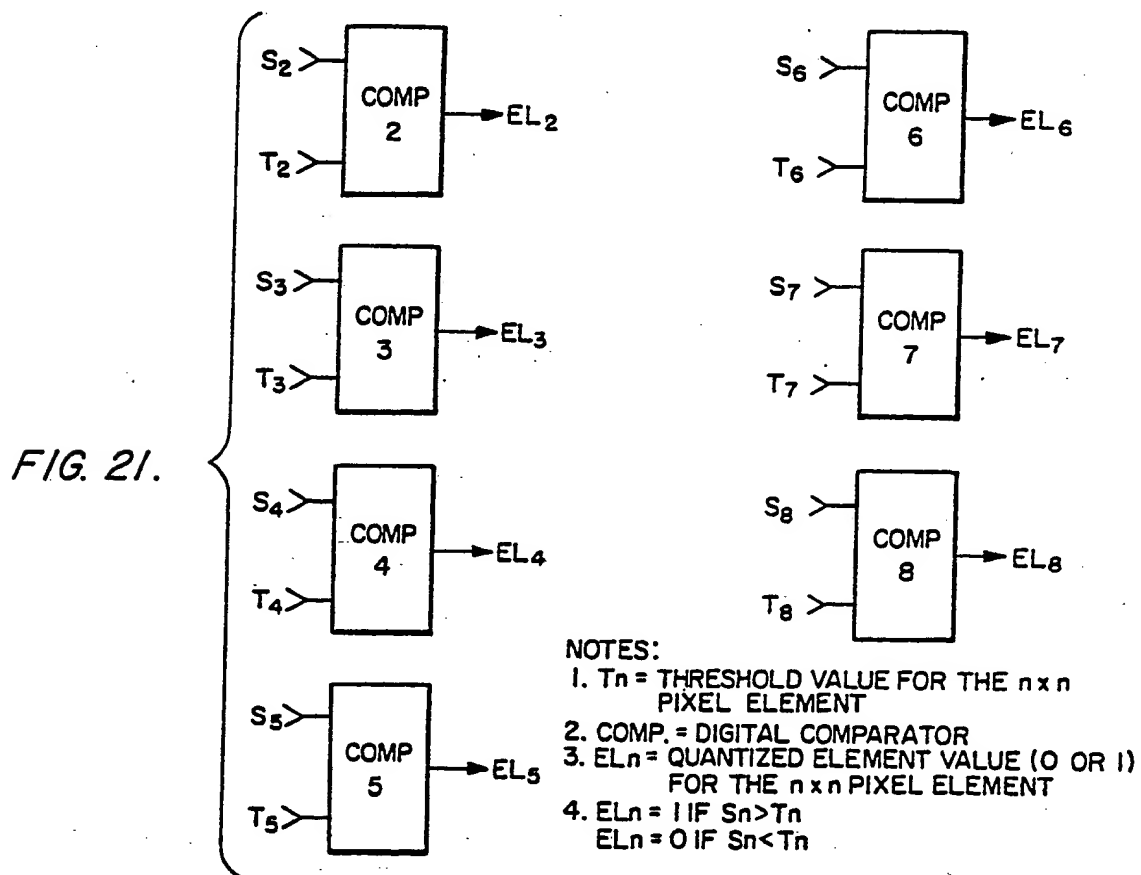 FIG. 21.
S2
T2
COMP
2
EL2
S3
T3
COMP
3
EL3
S4
T4
COMP
4
EL4
S5
T5
COMP
5
EL5
S6
T6
COMP
6
EL6
S7
T7
COMP
7
EL7
S8
T8
COMP
8
EL8
NOTES:
1. Tn = THRESHOLD VALUE FOR THE n x n
PIXEL ELEMENT
2. COMP. = DIGITAL COMPARATOR
3. ELn = QUANTIZED ELEMENT VALUE (0 OR 1)
FOR THE n x n PIXEL ELEMENT
4. ELn = 1 IF Sn>Tn
ELn = 0 IF Sn<Tn